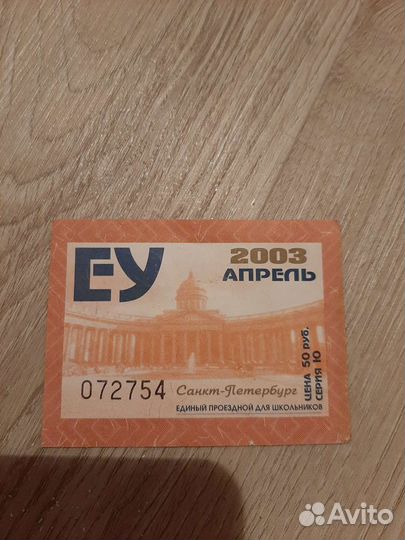 ЕУ
2003
АПРЕЛЬ
072754
Санкт-Петербург
ЕДИНЫЙ ПРОЕЗДНОЙ ДЛЯ ШКОЛЬНИКОВ
ЦЕНА 50 РУБ.
СЕРИЯ 10
Avito